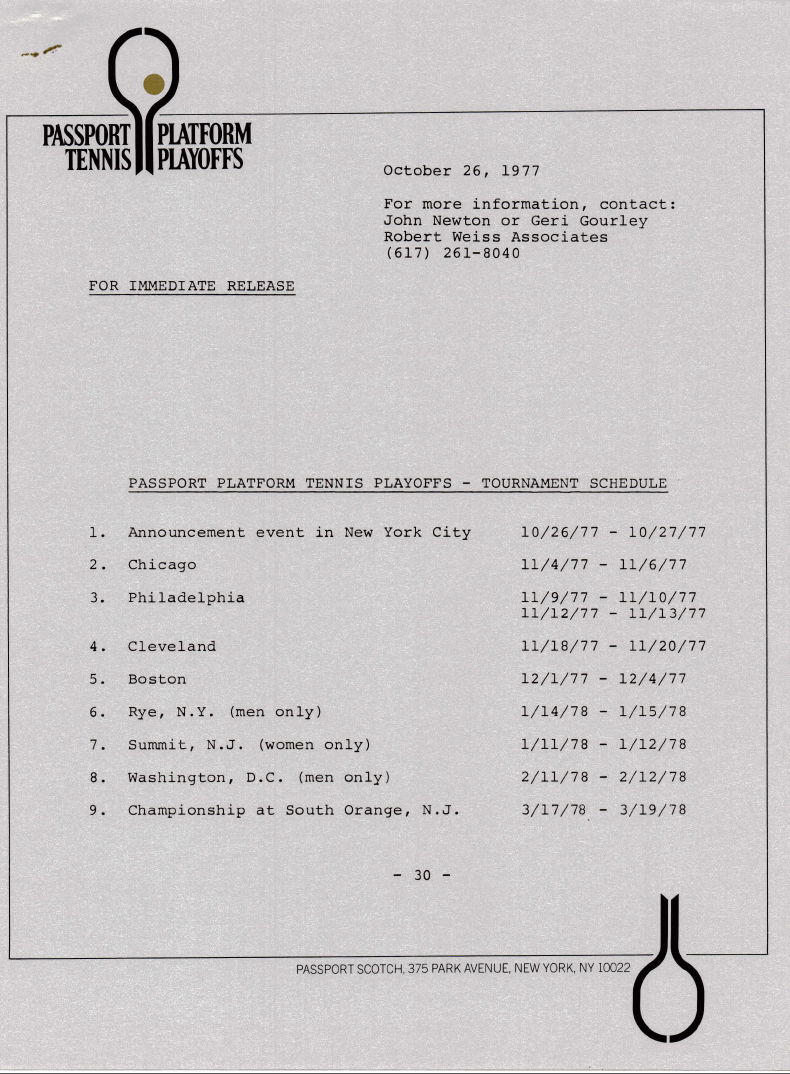 PASSPORT PLATFORM
TENNIS PLAYOFFS
October 26, 1977
For more information, contact:
John Newton or Geri Gourley
Robert Weiss Associates
(617) 261-8040
FOR IMMEDIATE RELEASE
PASSPORT PLATFORM TENNIS PLAYOFFS - TOURNAMENT SCHEDULE
1. Announcement event in New York City 10/26/77 - 10/27/77
2. Chicago 11/4/77 - 11/6/77
3. Philadelphia 11/9/77 - 11/10/77
11/12/77 - 11/13/77
4. Cleveland 11/18/77 - 11/20/77
5. Boston 12/1/77 - 12/4/77
6. Rye, N.Y. (men only) 1/14/78 - 1/15/78
7. Summit, N.J. (women only) 1/11/78 - 1/12/78
8. Washington, D.C. (men only) 2/11/78 - 2/12/78
9. Championship at South Orange, N.J. 3/17/78 - 3/19/78
- 30 -
PASSPORT SCOTCH, 375 PARK AVENUE, NEW YORK, NY 10022